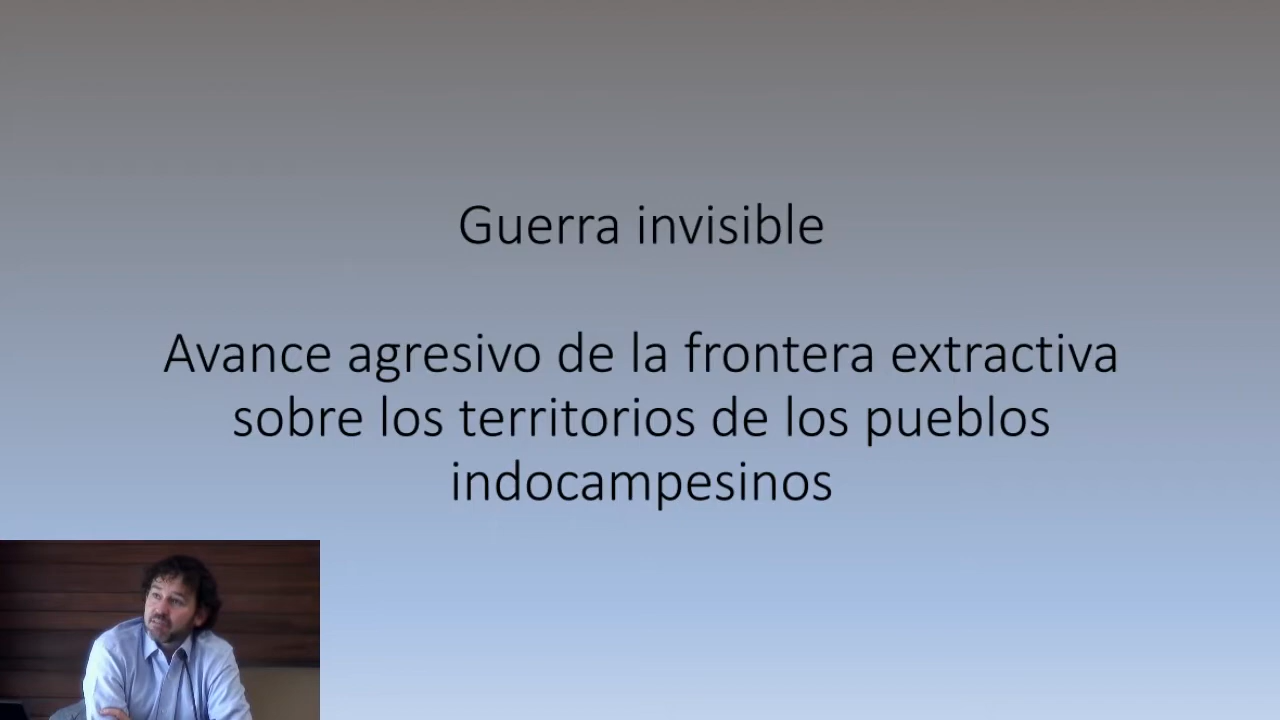 Guerra invisible
Avance agresivo de la frontera extractiva
sobre los territorios de los pueblos
indocampesinos